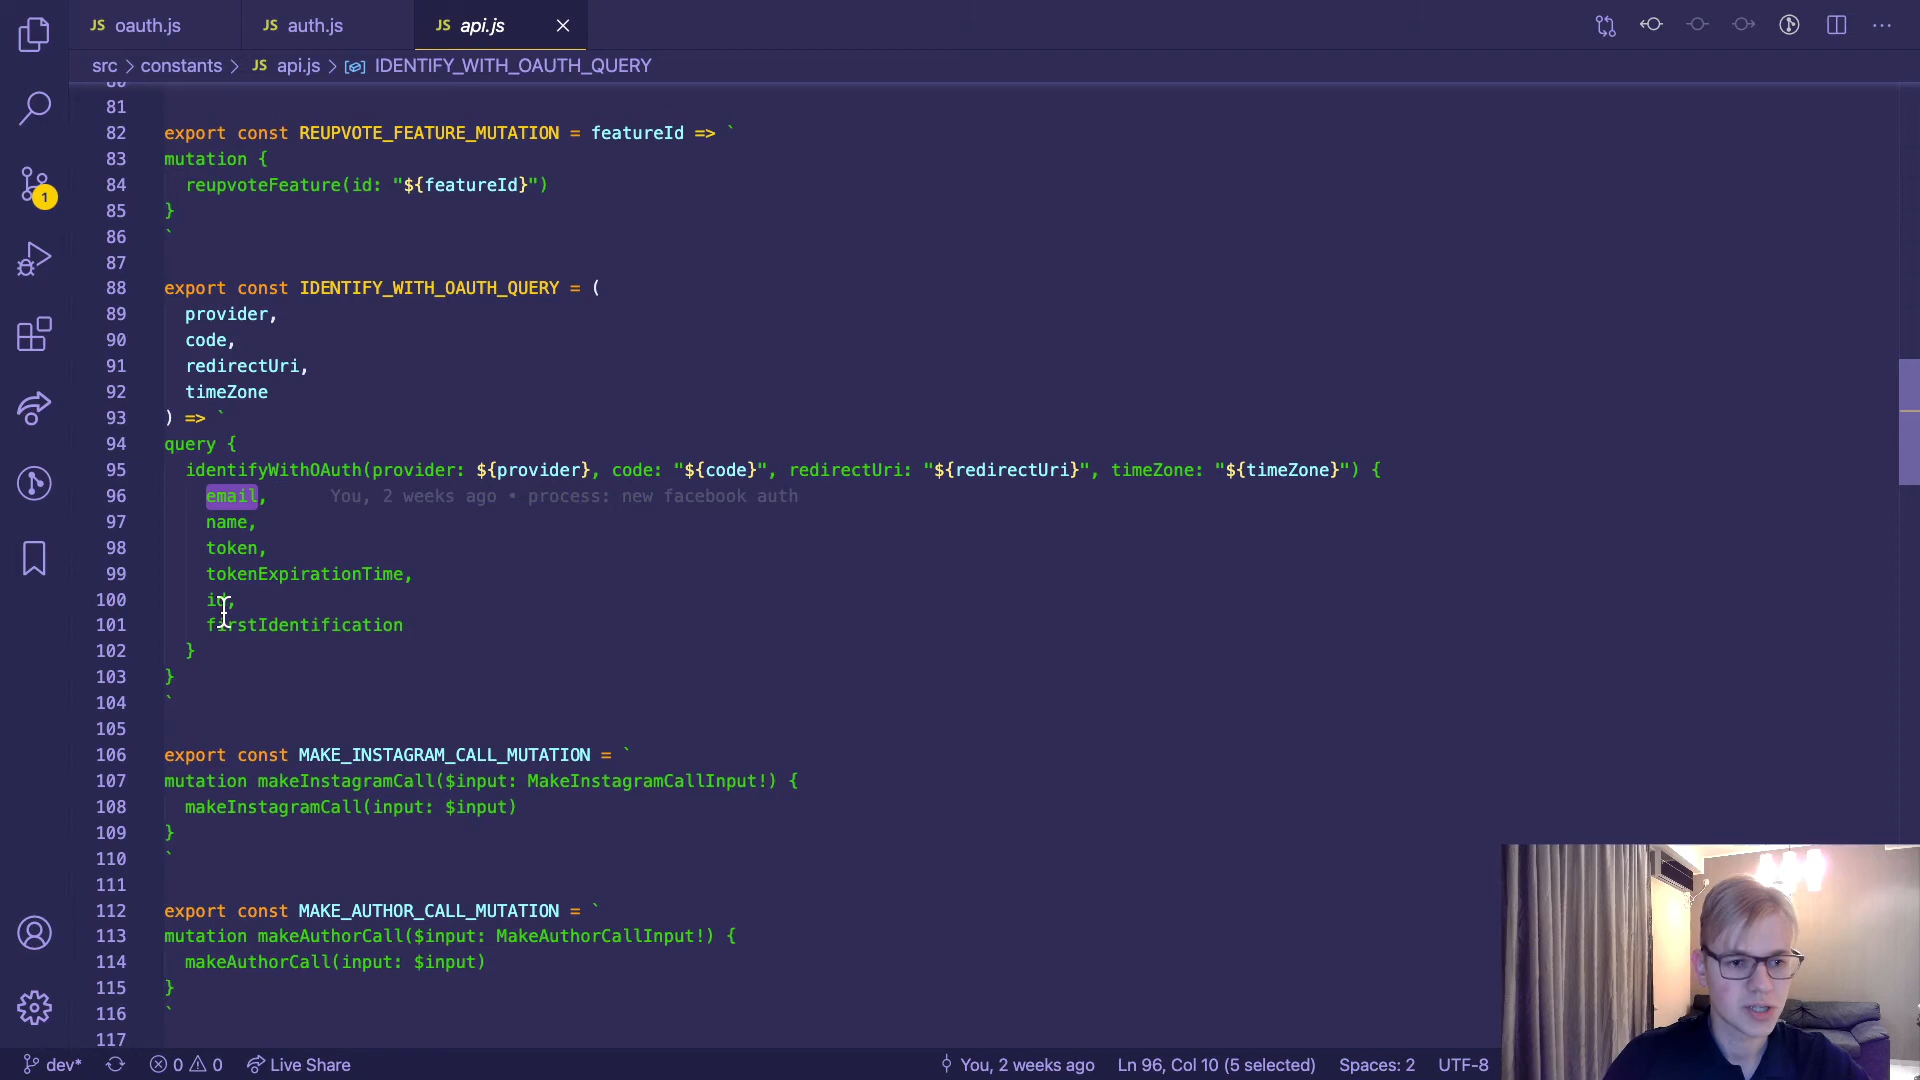 JS oauth.js
JS auth.js
JS api.js
src > constants > JS api.js > IDENTIFY_WITH_OAUTH_QUERY
80
81
82 export const REUPVOTE_FEATURE_MUTATION = featureId => `
83 mutation {
84 reupvoteFeature(id: "${featureId}")
85 }
86 `
87
88 export const IDENTIFY_WITH_OAUTH_QUERY = (
89 provider,
90 code,
91 redirectUri,
92 timeZone
93 ) => `
94 query {
95 identifyWithOAuth(provider: ${provider}, code: "${code}", redirectUri: "${redirectUri}", timeZone: "${timeZone}") {
96 email, You, 2 weeks ago • process: new facebook auth
97 name,
98 token,
99 tokenExpirationTime,
100 id,
101 firstIdentification
102 }
103 }
104 `
105
106 export const MAKE_INSTAGRAM_CALL_MUTATION = `
107 mutation makeInstagramCall($input: MakeInstagramCallInput!) {
108 makeInstagramCall(input: $input)
109 }
110 `
111
112 export const MAKE_AUTHOR_CALL_MUTATION = `
113 mutation makeAuthorCall($input: MakeAuthorCallInput!) {
114 makeAuthorCall(input: $input)
115 }
116 `
117
1
dev* 0 0 Live Share You, 2 weeks ago Ln 96, Col 10 (5 selected) Spaces: 2 UTF-8